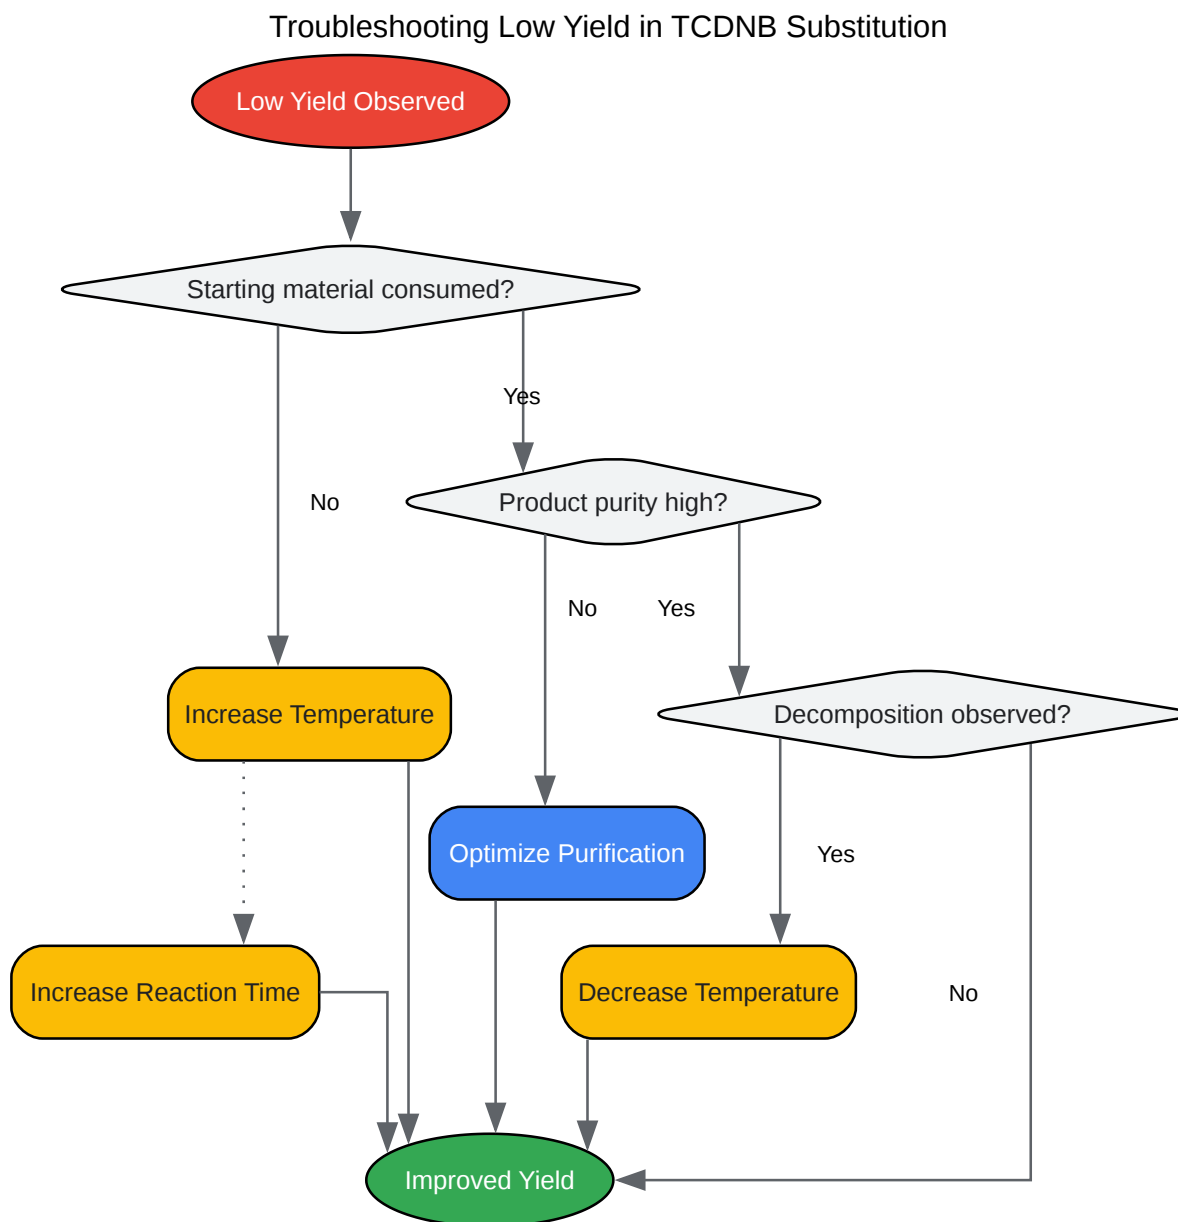 Troubleshooting Low Yield in TCDNB Substitution
Low Yield Observed
Starting material consumed?
Yes
No
Product purity high?
No
Yes
Increase Temperature
Decomposition observed?
Optimize Purification
Yes
Increase Reaction Time
Decrease Temperature
No
Improved Yield